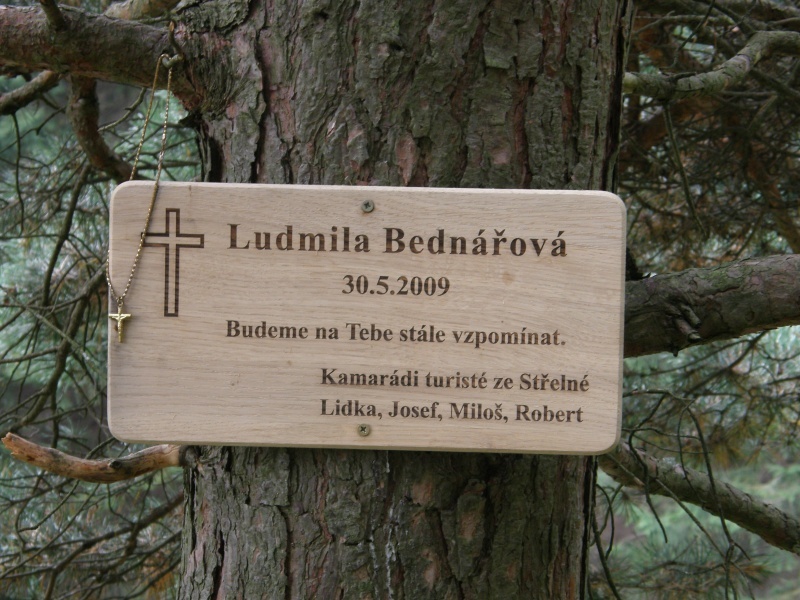 Ludmila Bednářová
30.5.2009
Budeme na Tebe stále vzpomínat.
Kamarádi turisté ze Střelné
Lidka, Josef, Miloš, Robert